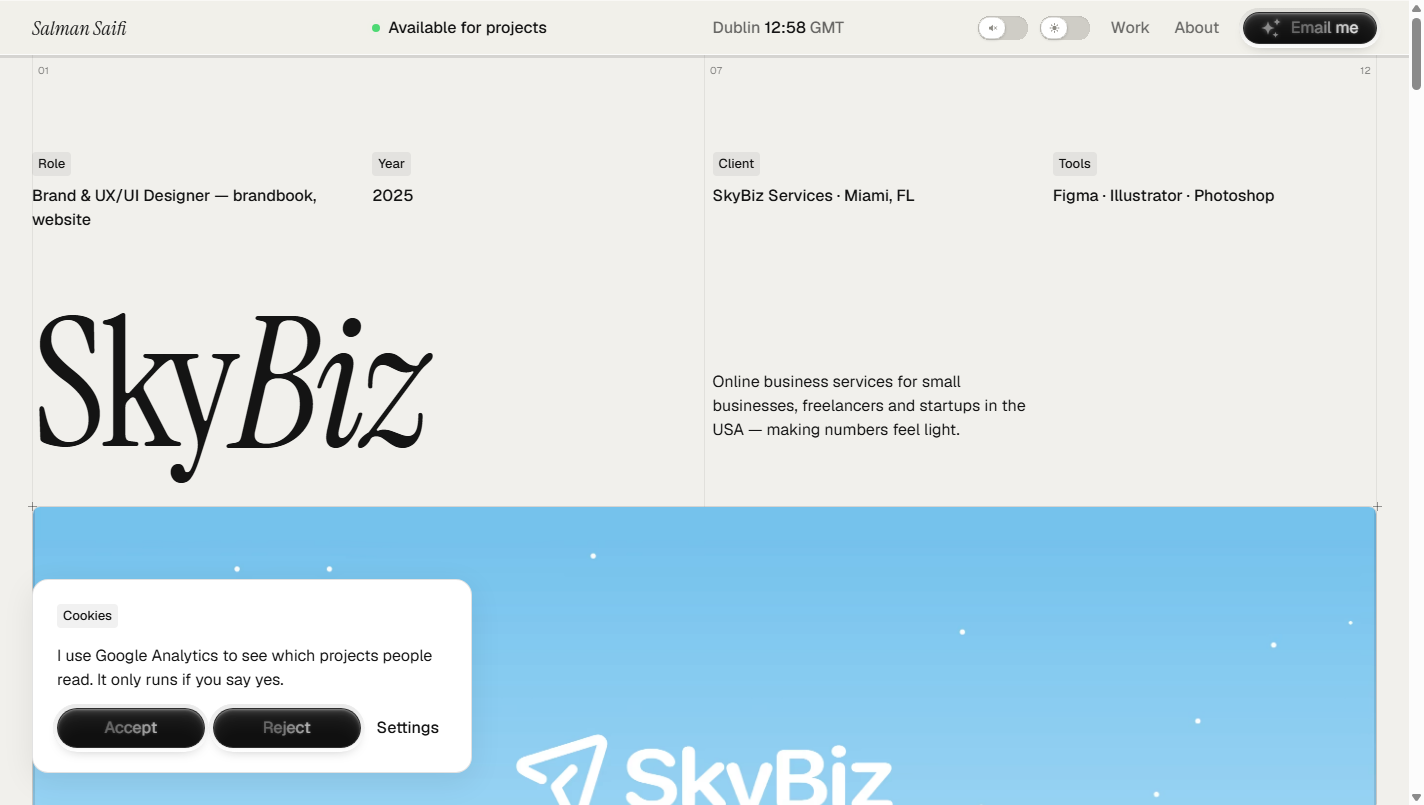 Salman Saifi
Available for projects
Dublin 12:58 GMT
Work
About
Email me
01
07
12
Role
Brand & UX/UI Designer — brandbook,
website
Year
2025
Client
SkyBiz Services · Miami, FL
Tools
Figma · Illustrator · Photoshop
SkyBiz
Online business services for small
businesses, freelancers and startups in the
USA — making numbers feel light.
Cookies
I use Google Analytics to see which projects people
read. It only runs if you say yes.
Accept
Reject
Settings
SkyBiz